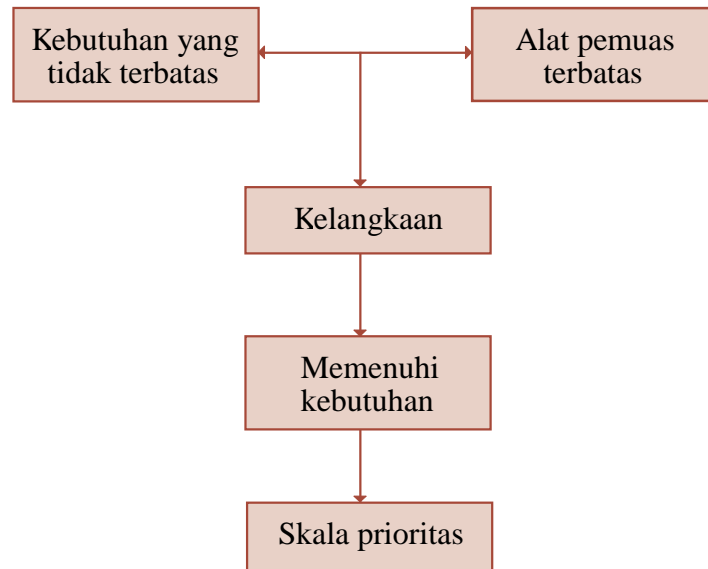 Kebutuhan yang
tidak terbatas
Alat pemuas
terbatas
Kelangkaan
Memenuhi
kebutuhan
Skala prioritas